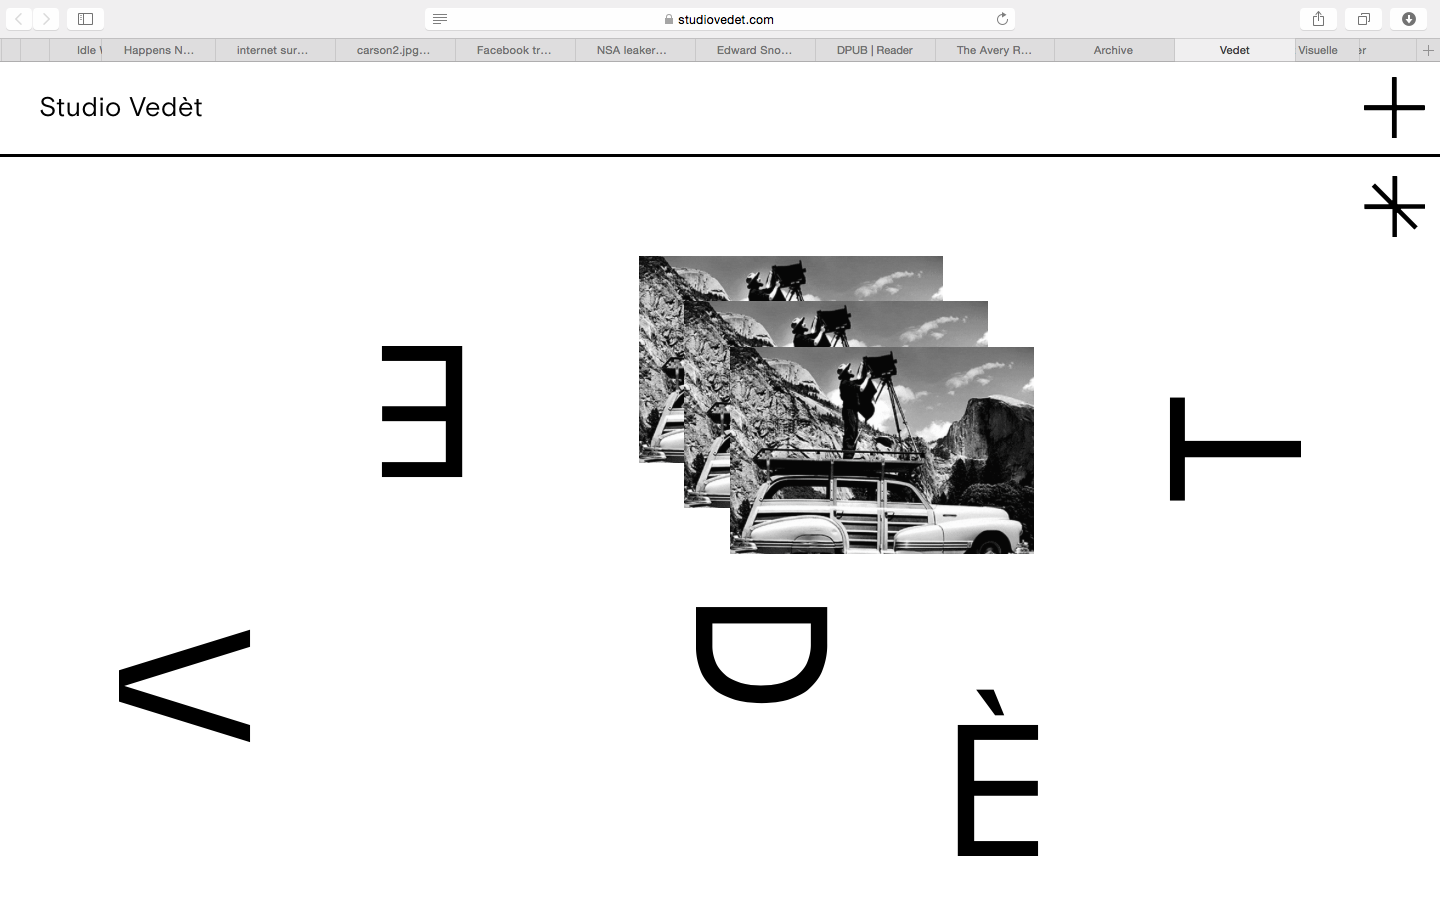 studiovedet.com
Idle Happens N... internet sur... carson2.jpg... Facebook tr... NSA leaker... Edward Sno... DPUB | Reader The Avery R... Archive Vedet Visuelle er
Studio Vedèt
E
T
V
D
È